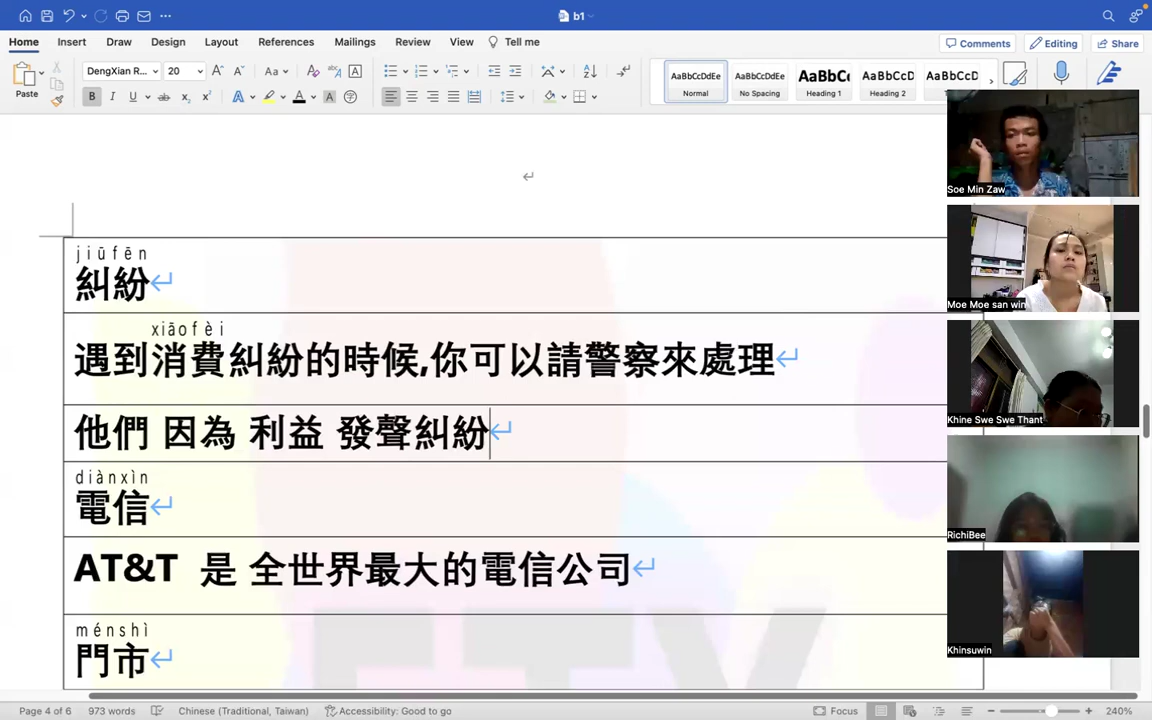 b1
Home Insert Draw Design Layout References Mailings Review View Tell me
Comments Editing Share
Paste
DengXian R... 20
AaBbCcDdEe AaBbCcDdEe AaBbCc AaBbCcD AaBbCcD
Normal No Spacing Heading 1 Heading 2
jiūfēn
糾紛
xiāofèi
遇到消費糾紛的時候,你可以請警察來處理
他們 因為 利益 發聲糾紛
diànxìn
電信
AT&T 是 全世界最大的電信公司
ménshì
門市
Soe Min Zaw
Moe Moe san win
Khine Swe Swe Thant
RichiBee
Khinsuwin
Page 4 of 6 973 words Chinese (Traditional, Taiwan) Accessibility: Good to go Focus 240%